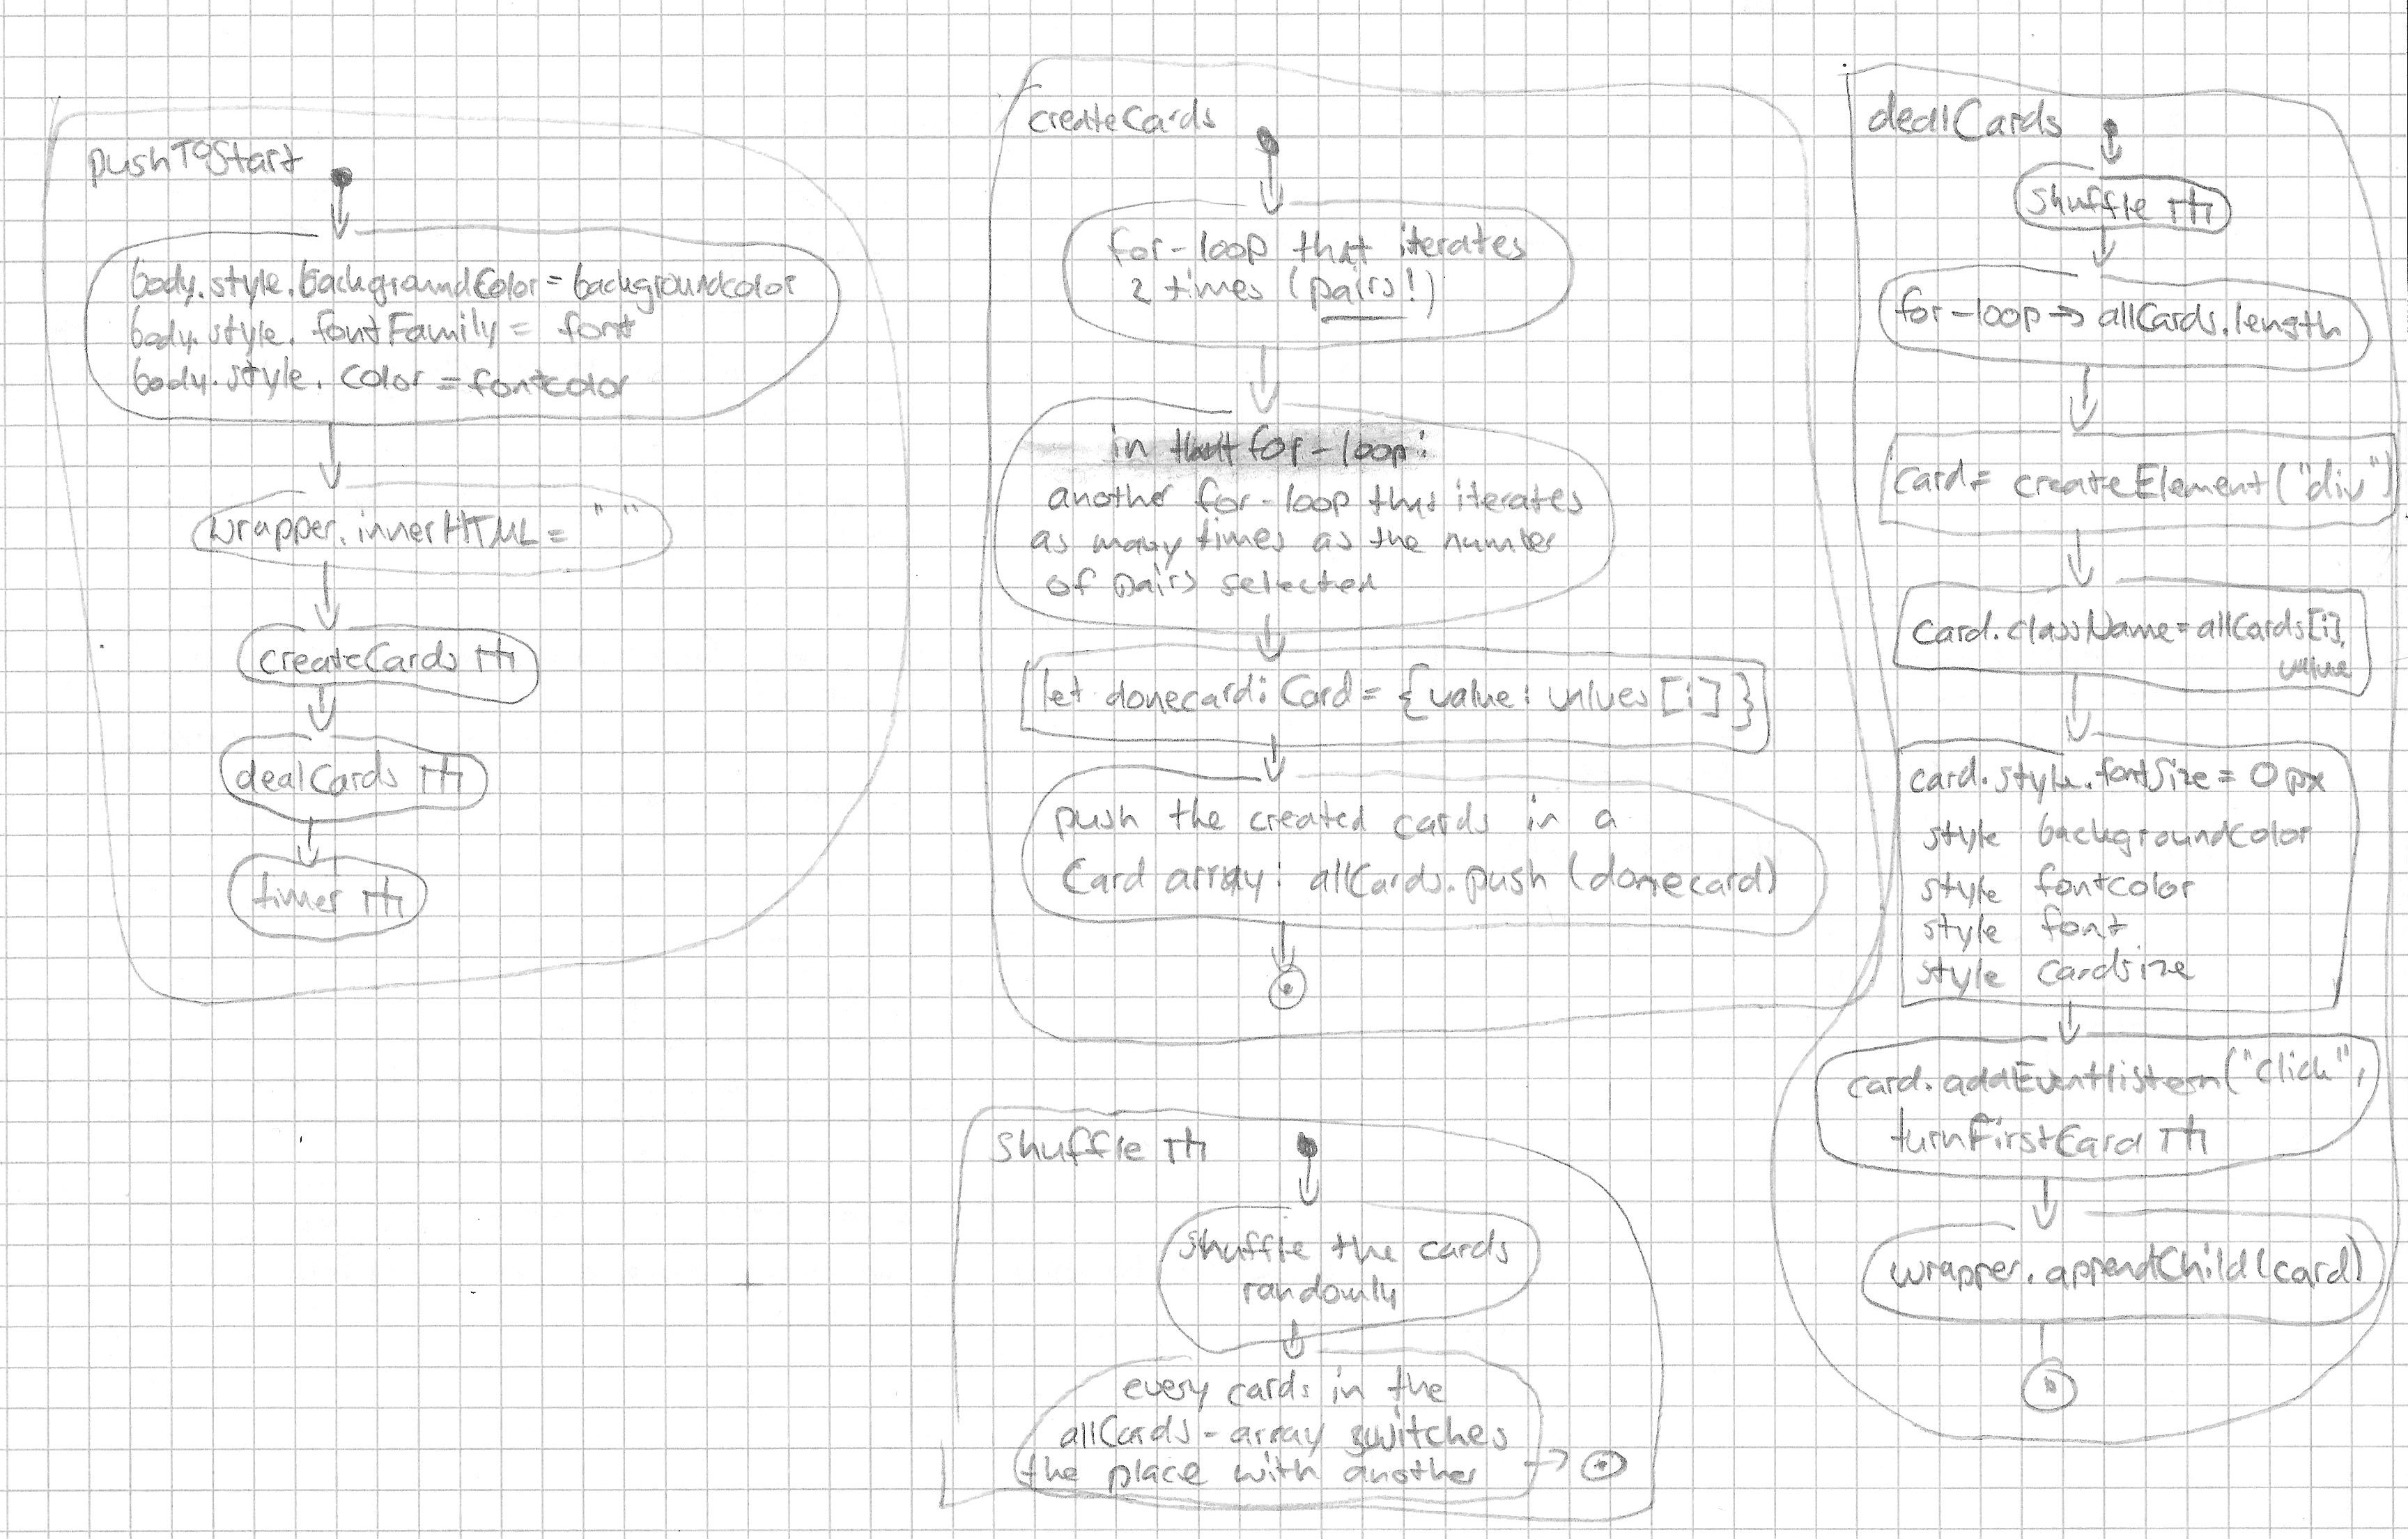 pushToStart
body.style.backgroundColor = backgroundcolor
body.style.fontFamily = font
body.style.color = fontcolor
wrapper.innerHTML = " "
createCards
dealCards
timer
createCards
for-loop that iterates
2 times (pairs!)
in that for-loop:
another for-loop that iterates
as many times as the number
of pairs selected
let donecard: Card = {value: values[i]}
push the created cards in a
Card array: allCards.push(donecard)
shuffle
shuffle the cards
randomly
every cards in the
allCards-array switches
the place with another
dealCards
shuffle
for-loop → allCards.length
card = createElement("div")
card.className = allCards[i].
value
card.style.fontSize = 0px
style backgroundcolor
style fontcolor
style font
style cardsize
card.addEventlistern("click",
turnFirstCard
wrapper.appendChild(card)